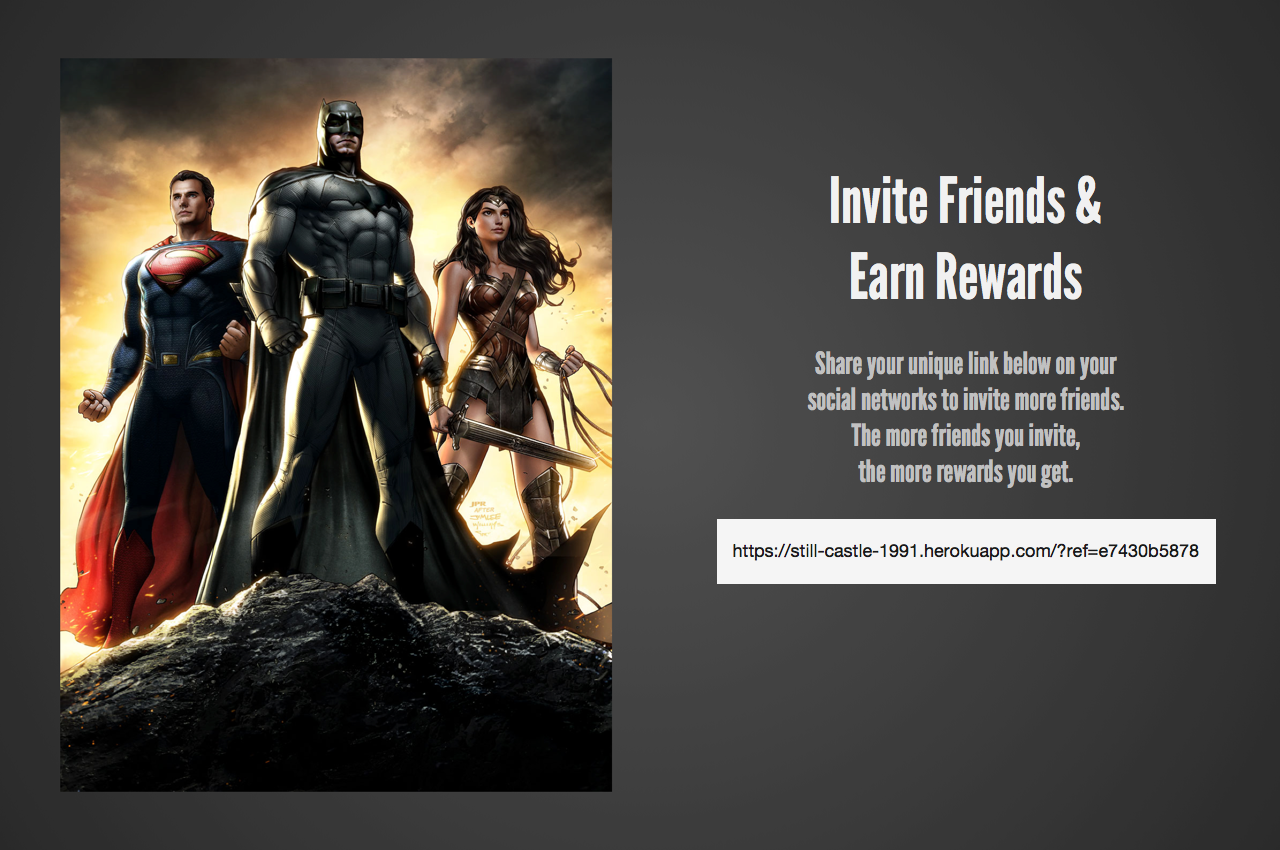 Invite Friends &
Earn Rewards
Share your unique link below on your
social networks to invite more friends.
The more friends you invite,
the more rewards you get.
https://still-castle-1991.herokuapp.com/?ref=e7430b5878